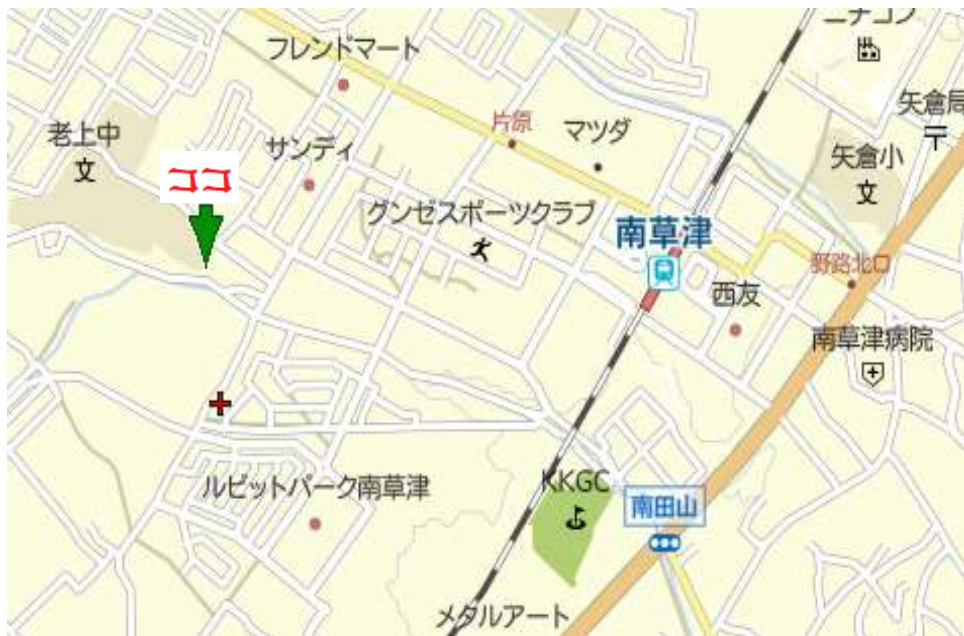 ニチコン
フレンドマート
矢倉局
片原
マツダ
老上中
サンディ
矢倉小
ココ
グンゼスポーツクラブ
南草津
野路北口
西友
南草津病院
KKGC
ルビットパーク南草津
南田山
メタルアート